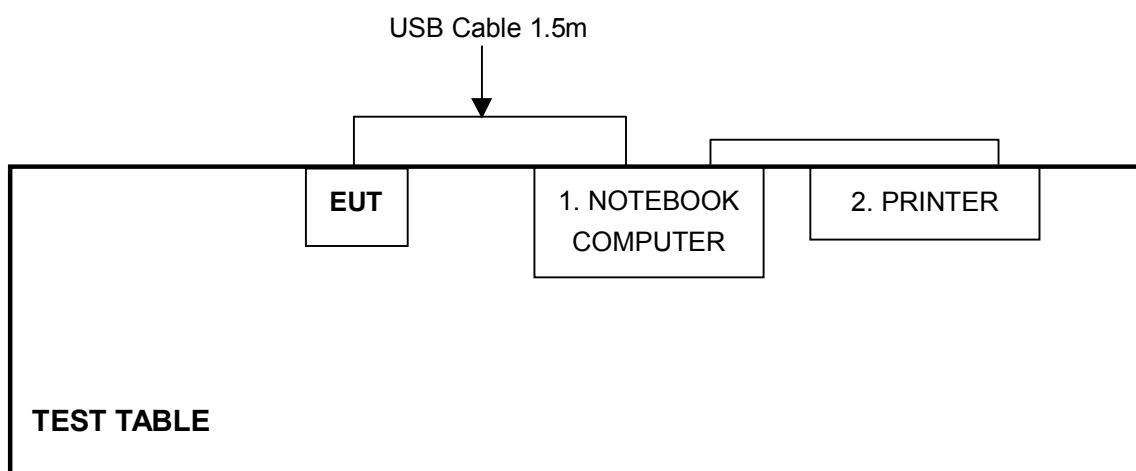 USB Cable 1.5m
EUT
1. NOTEBOOK
COMPUTER
2. PRINTER
TEST TABLE